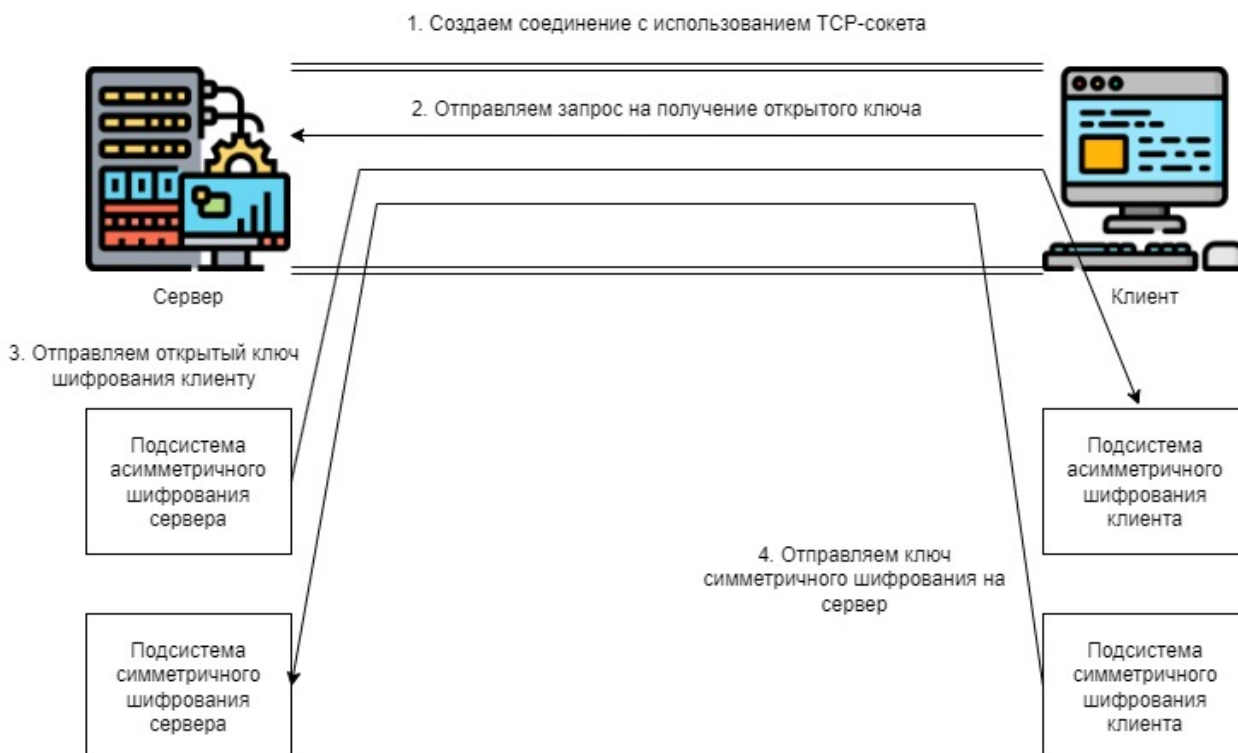 1. Создаем соединение с использованием TCP-сокета
2. Отправляем запрос на получение открытого ключа
Сервер
Клиент
3. Отправляем открытый ключ
шифрования клиенту
Подсистема
асимметричного
шифрования
сервера
Подсистема
асимметричного
шифрования
клиента
4. Отправляем ключ
симметричного шифрования на
сервер
Подсистема
симметричного
шифрования
сервера
Подсистема
симметричного
шифрования
клиента